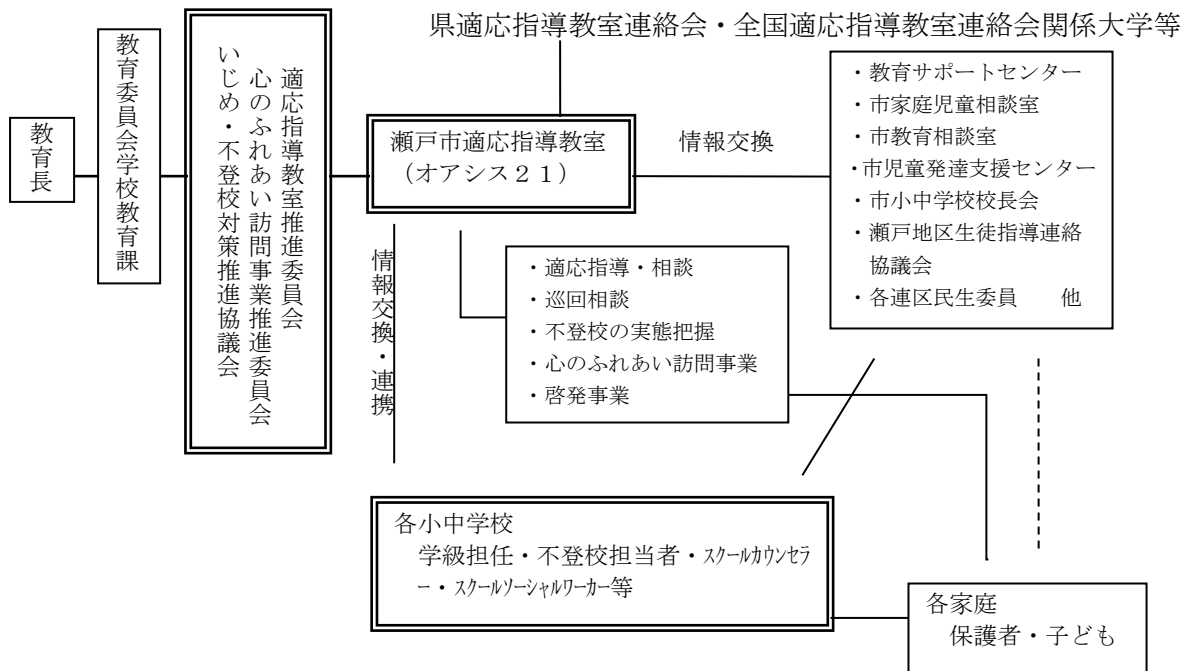 県適応指導教室連絡会・全国適応指導教室連絡会関係大学等
教育長
教育委員会学校教育課
適応指導教室推進委員会
心のふれあい訪問事業推進委員会
いじめ・不登校対策推進協議会
瀬戸市適応指導教室
（オアシス２１）
情報交換
・教育サポートセンター
・市家庭児童相談室
・市教育相談室
・市児童発達支援センター
・市小中学校校長会
・瀬戸地区生徒指導連絡
協議会
・各連区民生委員　他
情報交換・連携
・適応指導・相談
・巡回相談
・不登校の実態把握
・心のふれあい訪問事業
・啓発事業
各小中学校
学級担任・不登校担当者・ｽｸｰﾙｶｳﾝｾﾗ
ｰ・ｽｸｰﾙｿｰｼｬﾙﾜｰｶｰ等
各家庭
保護者・子ども